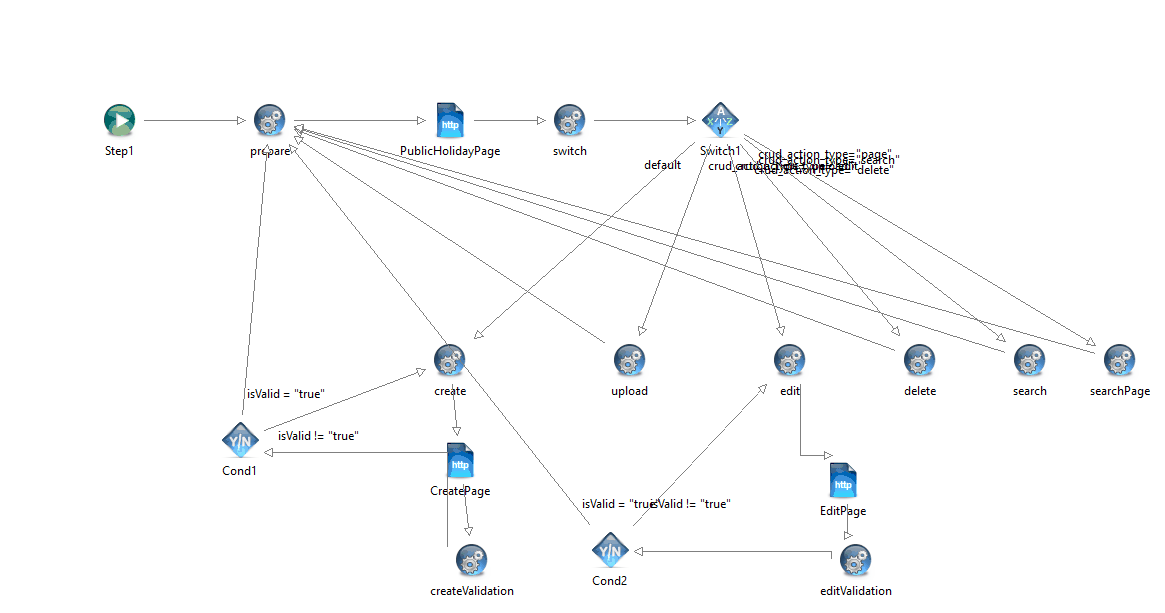 Step1
prepare
http
PublicHolidayPage
switch
A
X Z
Y
Switch1
default
crud_action_type="page"
crud_action_type="search"
crud_action_type="delete"
create
upload
edit
delete
search
searchPage
isValid = "true"
isValid != "true"
Y|N
Cond1
http
CreatePage
http
EditPage
isValid = "true"
isValid != "true"
Y|N
Cond2
createValidation
editValidation